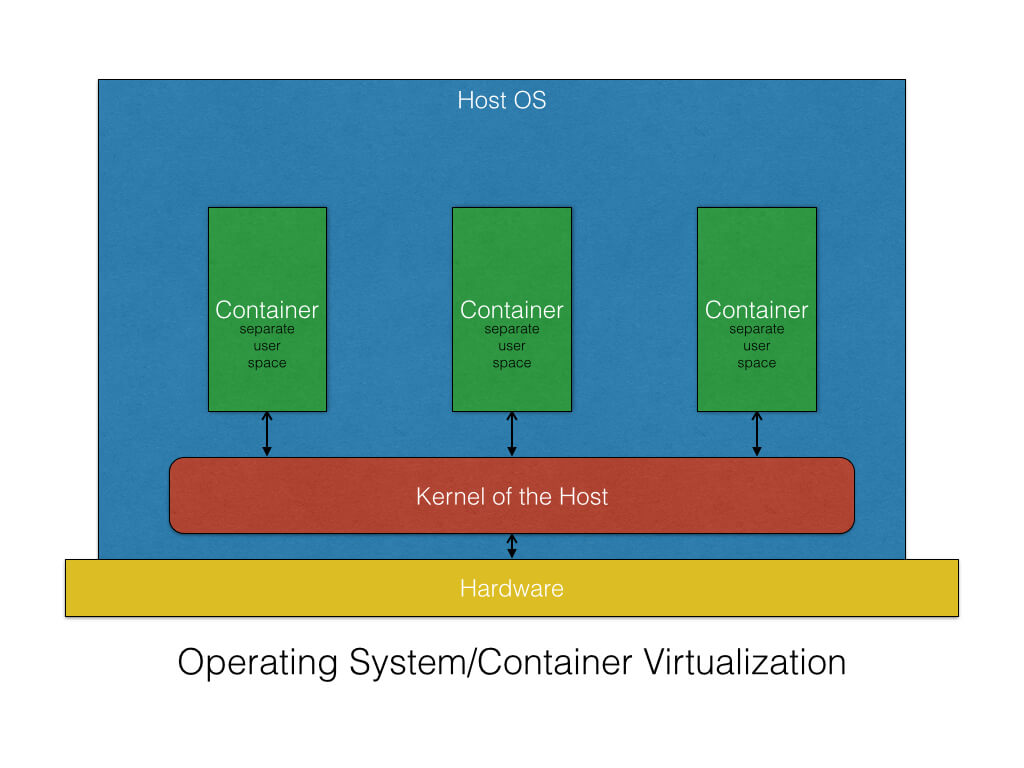 Host OS
Container
separate
user
space
Container
separate
user
space
Container
separate
user
space
Kernel of the Host
Hardware
Operating System/Container Virtualization